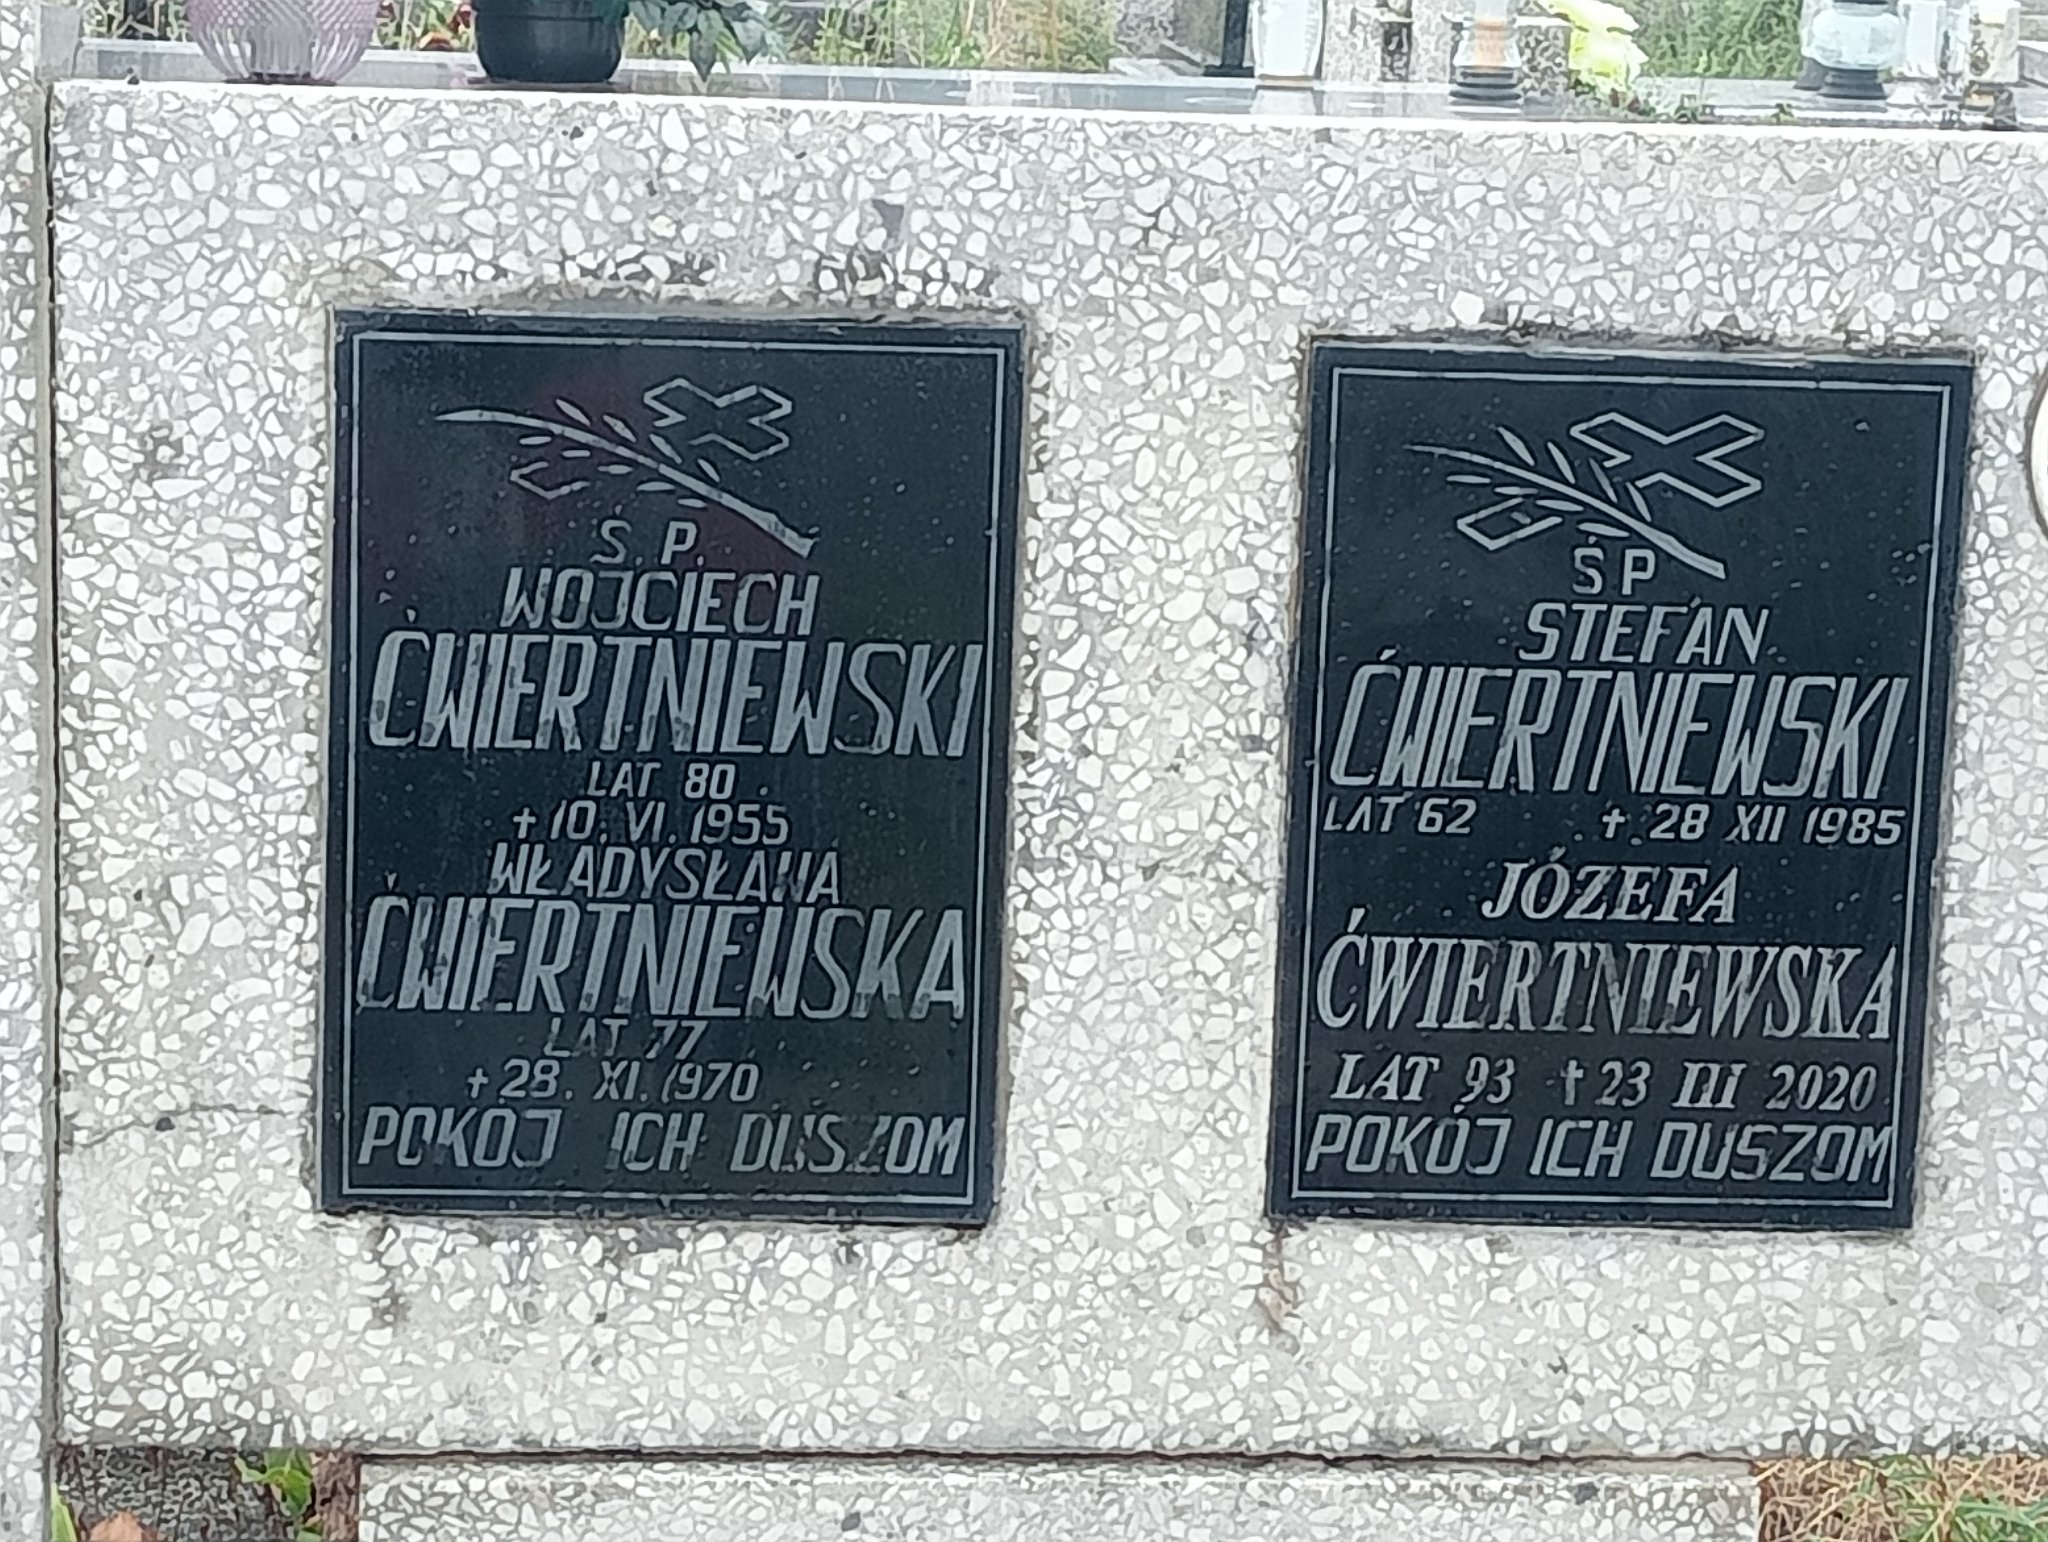 Ś. P.
WOJCIECH
ĆWIERTNIEWSKI
LAT 80
+ 10. VI. 1955
WŁADYSŁAWA
ĆWIERTNIEWSKA
LAT 77
+ 28. XI. 1970
POKÓJ ICH DUSZOM
ŚP
STEFAN
ĆWIERTNIEWSKI
LAT 62 + 28 XII 1985
JÓZEFA
ĆWIERTNIEWSKA
LAT 93 † 23 III 2020
POKÓJ ICH DUSZOM